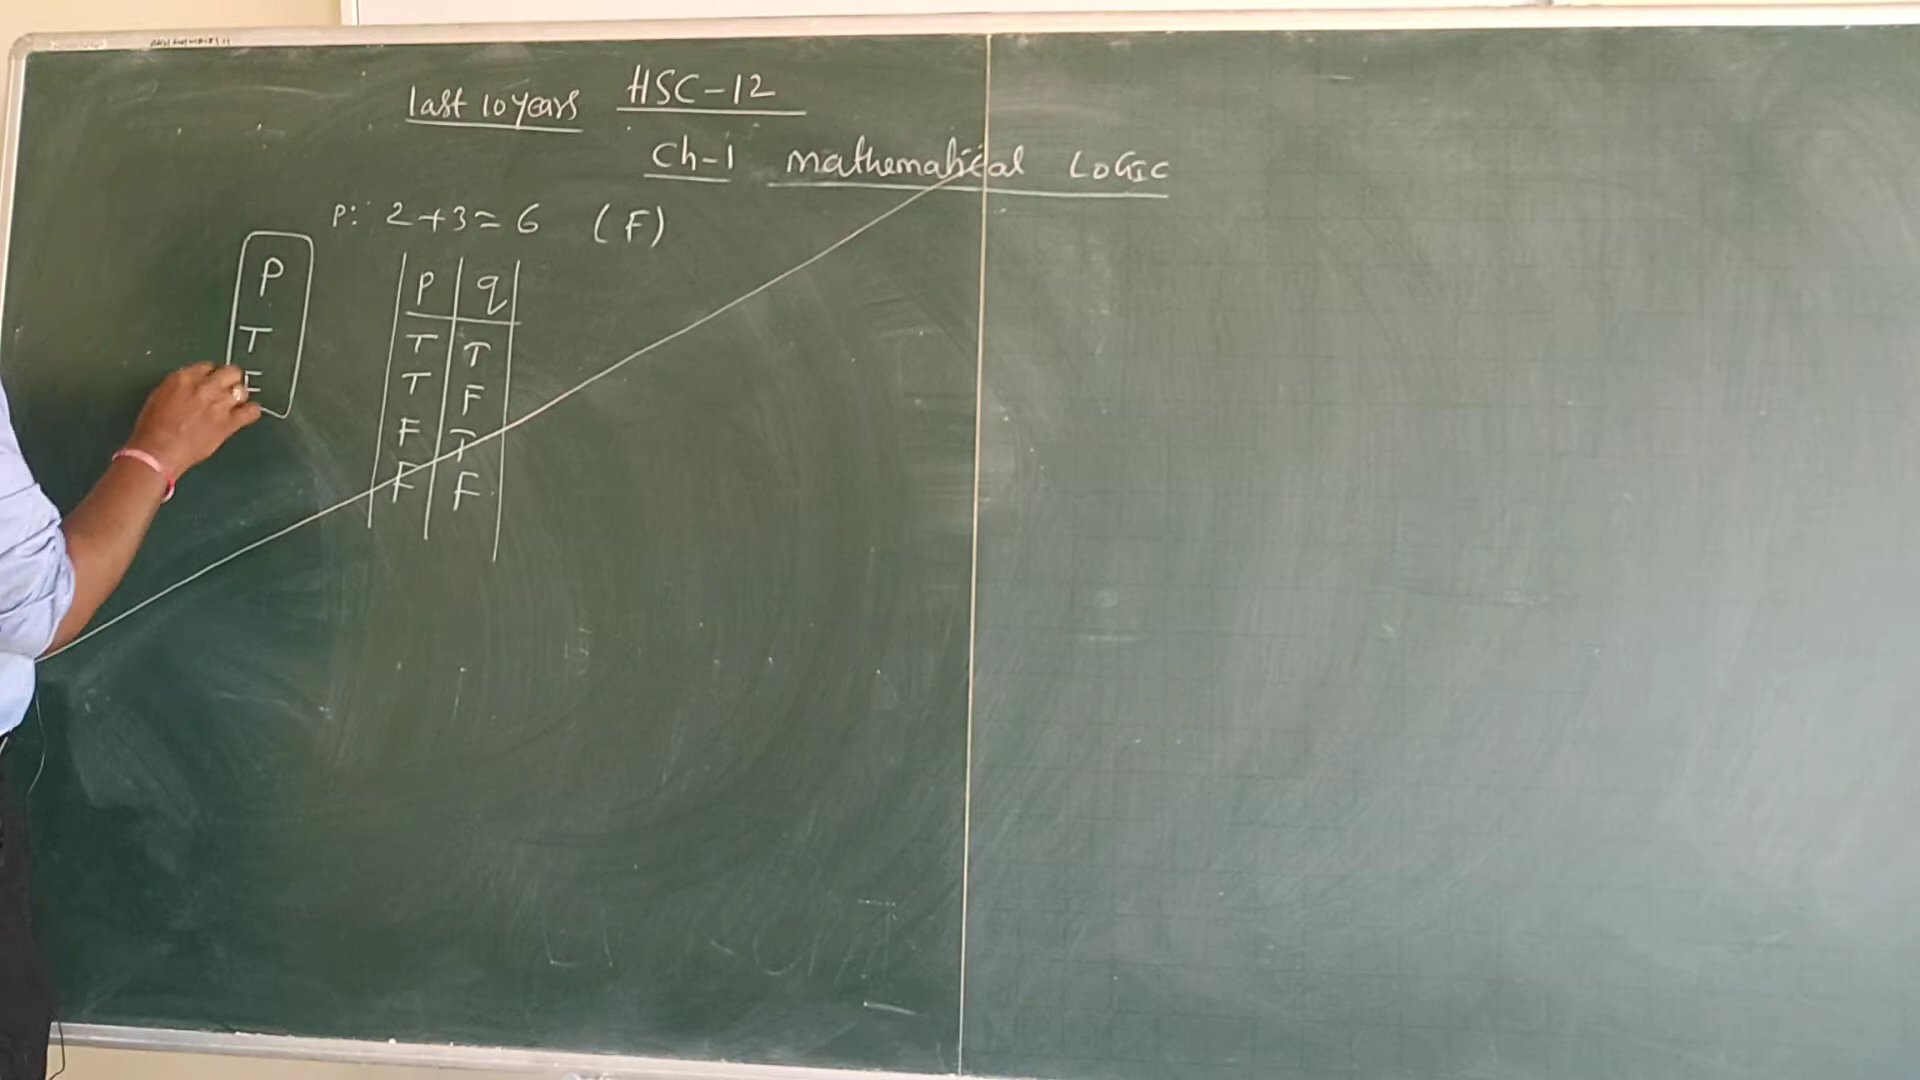 last 10 years HSC-12
Ch-1 mathematical LOGIC
P: 2+3=6 (F)
P
T
F
P q
T T
T F
F T
F F